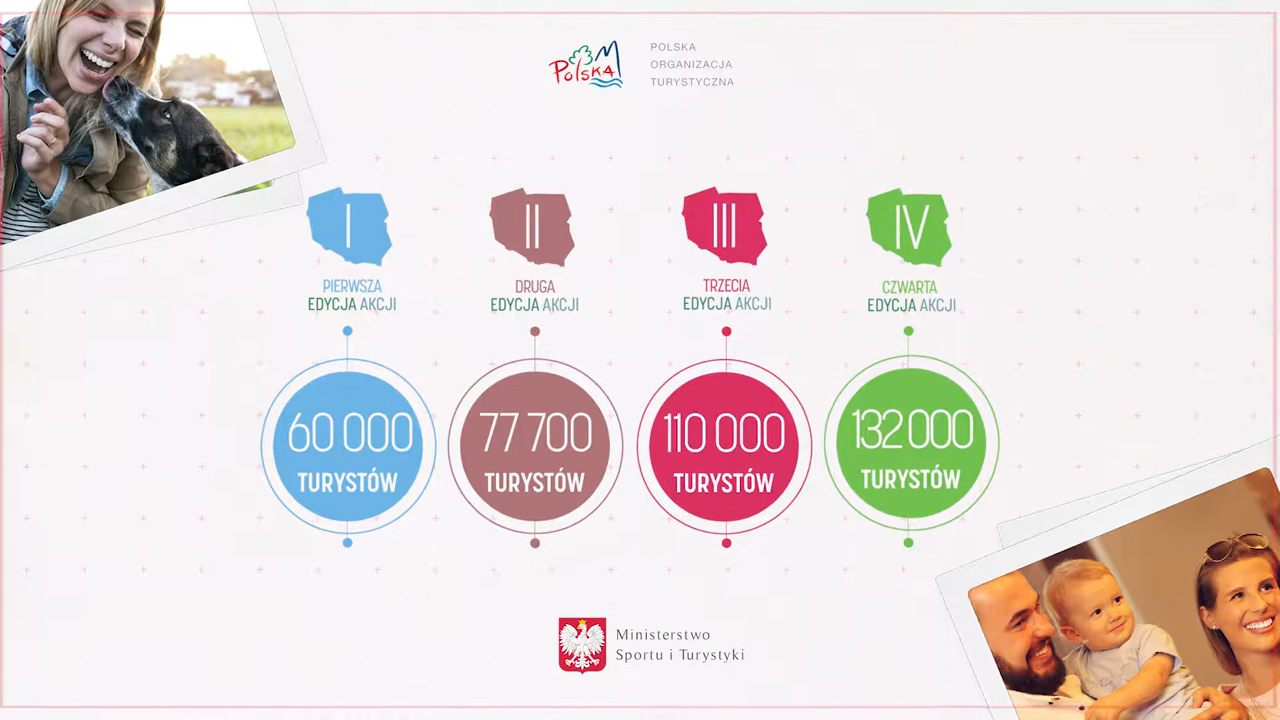 POLSKA
POLSKA
ORGANIZACJA
TURYSTYCZNA
I
PIERWSZA
EDYCJA AKCJI
60 000
TURYSTÓW
II
DRUGA
EDYCJA AKCJI
77 700
TURYSTÓW
III
TRZECIA
EDYCJA AKCJI
110 000
TURYSTÓW
IV
CZWARTA
EDYCJA AKCJI
132 000
TURYSTÓW
Ministerstwo
Sportu i Turystyki